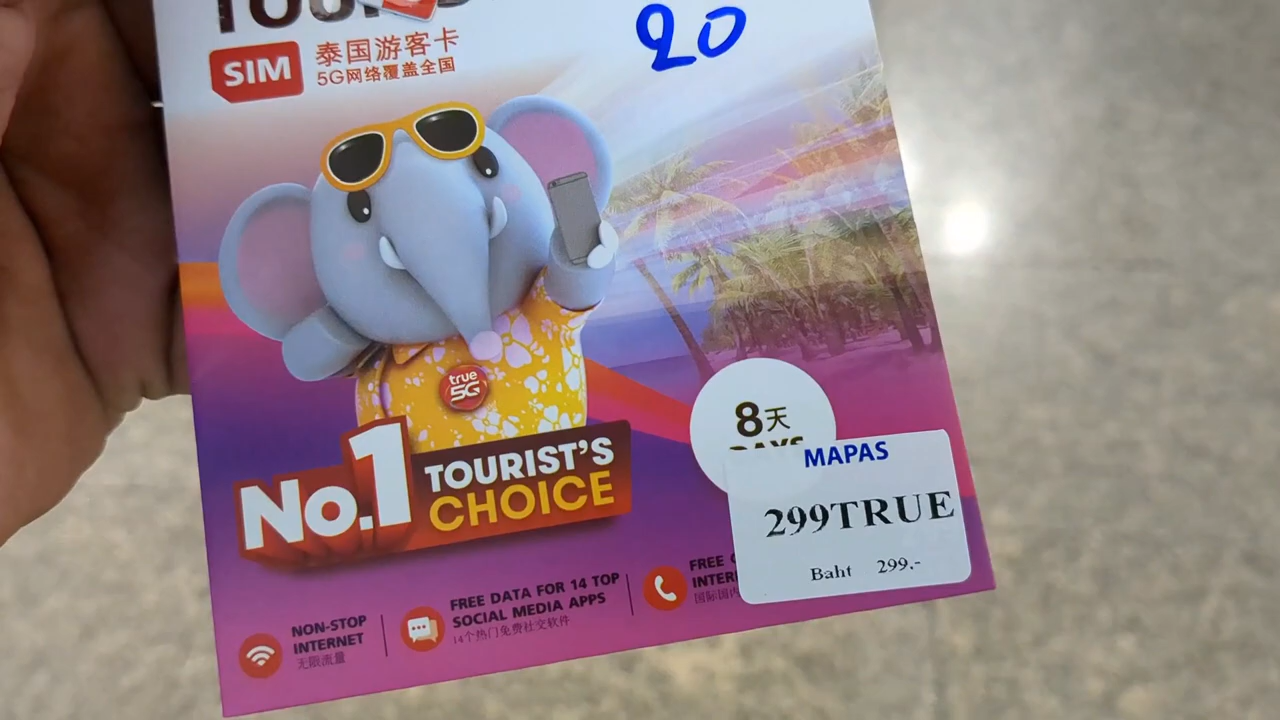 SIM
泰国游客卡
5G网络覆盖全国
20
true
5G
No.1
TOURIST'S
CHOICE
8天
DAYS
MAPAS
299TRUE
Baht 299.-
NON-STOP
INTERNET
无限流量
FREE DATA FOR 14 TOP
SOCIAL MEDIA APPS
14个热门免费社交软件
FREE